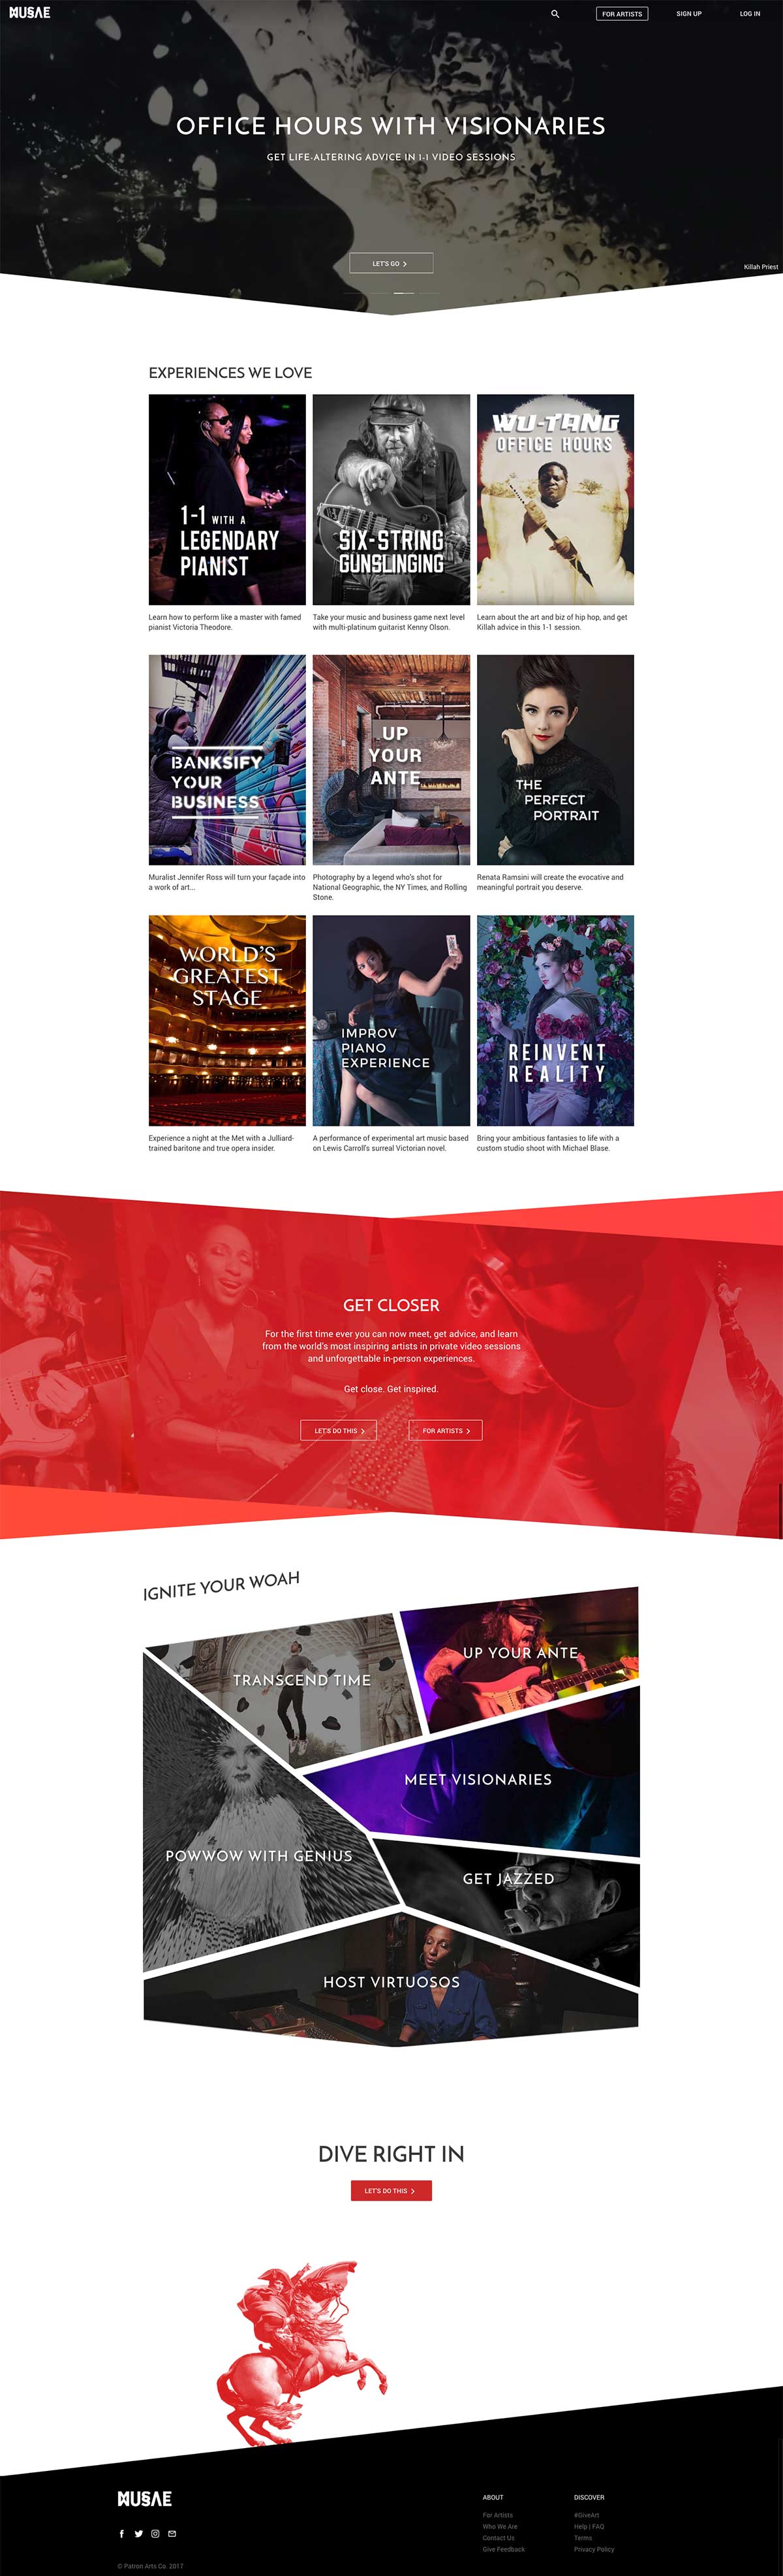 MUSAE
FOR ARTISTS
SIGN UP
LOG IN
OFFICE HOURS WITH VISIONARIES
GET LIFE-ALTERING ADVICE IN 1-1 VIDEO SESSIONS
LET'S GO
Killah Priest
EXPERIENCES WE LOVE
1-1 WITH A
LEGENDARY
PIANIST
Learn how to perform like a master with famed
pianist Victoria Theodore.
SIX-STRING
GUNSLINGING
Take your music and business game next level
with multi-platinum guitarist Kenny Olson.
WU-TANG
OFFICE HOURS
Learn about the art and biz of hip hop, and get
Killah advice in this 1-1 session.
BANKSIFY
YOUR
BUSINESS
Muralist Jennifer Ross will turn your façade into
a work of art...
UP
YOUR
ANTE
Photography by a legend who's shot for
National Geographic, the NY Times, and Rolling
Stone.
THE
PERFECT
PORTRAIT
Renata Ramsini will create the evocative and
meaningful portrait you deserve.
WORLD'S
GREATEST
STAGE
Experience a night at the Met with a Julliard-
trained baritone and true opera insider.
IMPROV
PIANO
EXPERIENCE
A performance of experimental art music based
on Lewis Carroll's surreal Victorian novel.
REINVENT
REALITY
Bring your ambitious fantasies to life with a
custom studio shoot with Michael Blase.
GET CLOSER
For the first time ever you can now meet, get advice, and learn
from the world's most inspiring artists in private video sessions
and unforgettable in-person experiences.
Get close. Get inspired.
LET'S DO THIS
FOR ARTISTS
IGNITE YOUR WOAH
TRANSCEND TIME
UP YOUR ANTE
MEET VISIONARIES
POWWOW WITH GENIUS
GET JAZZED
HOST VIRTUOSOS
DIVE RIGHT IN
LET'S DO THIS
MUSAE
© Patron Arts Co. 2017
ABOUT
For Artists
Who We Are
Contact Us
Give Feedback
DISCOVER
#GiveArt
Help | FAQ
Terms
Privacy Policy